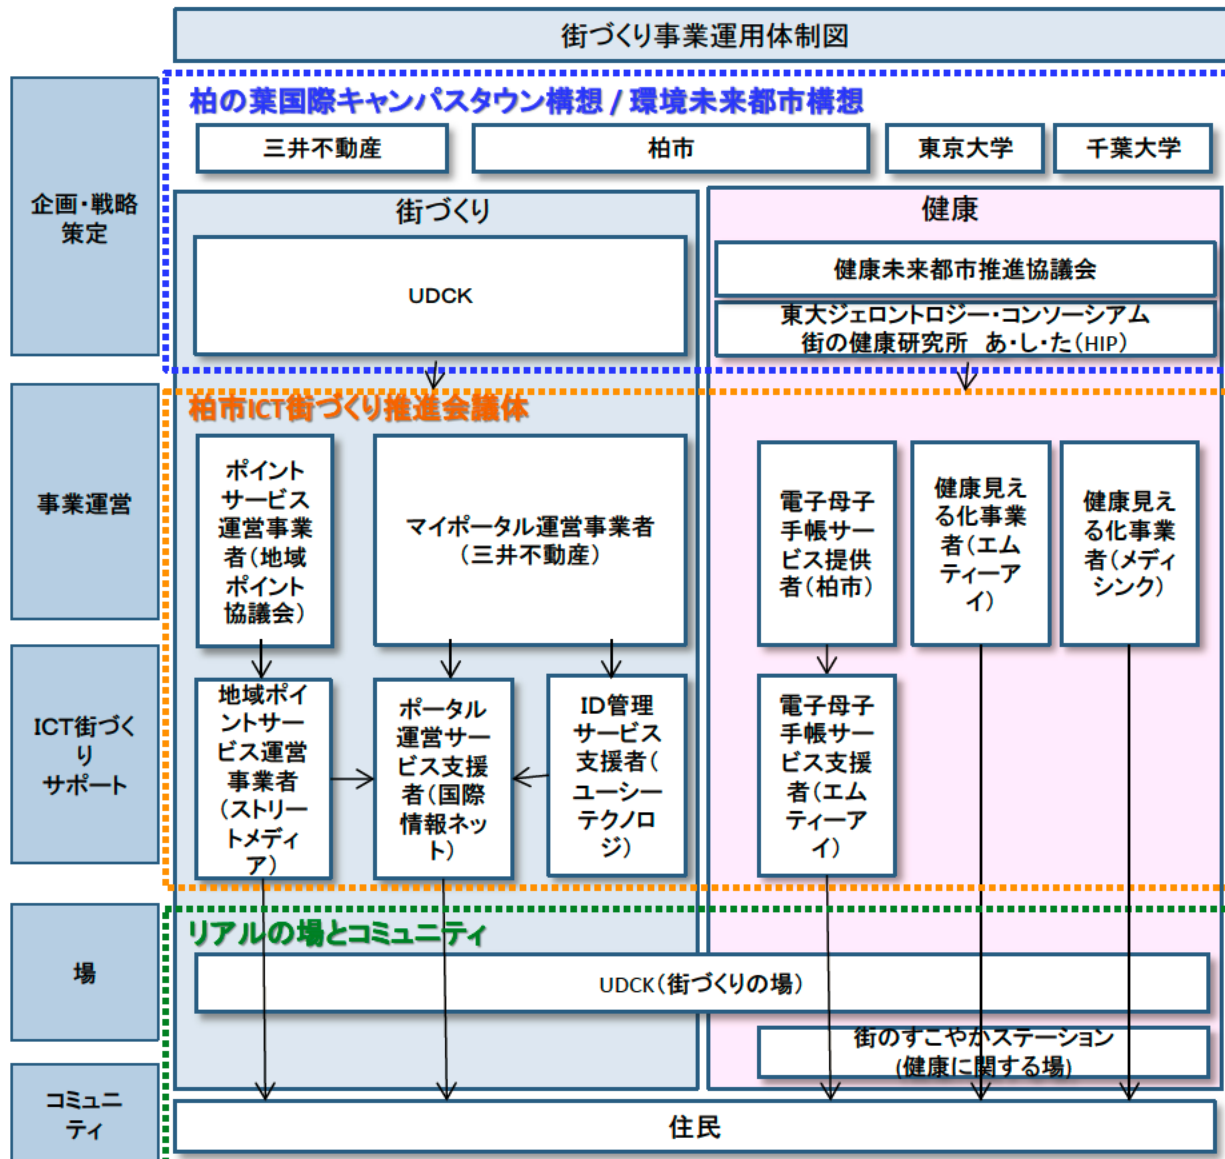 街づくり事業運用体制図
企画・戦略
策定
柏の葉国際キャンパスタウン構想 / 環境未来都市構想
三井不動産
柏市
東京大学
千葉大学
街づくり
UDCK
健康
健康未来都市推進協議会
東大ジェロントロジー・コンソーシアム
街の健康研究所 あ・し・た(HIP)
事業運営
柏市ICT街づくり推進会議体
ポイント
サービス
運営事業
者(地域
ポイント
協議会)
マイポータル運営事業者
(三井不動産)
電子母子
手帳サー
ビス提供
者(柏市)
健康見え
る化事業
者(エム
ティーア
イ)
健康見え
る化事業
者(メディ
シンク)
ICT街づく
り
サポート
地域ポイ
ントサー
ビス運営
事業者
(ストリー
トメディ
ア)
ポータル
運営サー
ビス支援
者(国際
情報ネッ
ト)
ID管理
サービス
支援者(
ユーシー
テクノロ
ジ)
電子母子
手帳サー
ビス支援
者(エム
ティーア
イ)
場
リアルの場とコミュニティ
UDCK(街づくりの場)
街のすこやかステーション
(健康に関する場)
コミュニ
ティ
住民